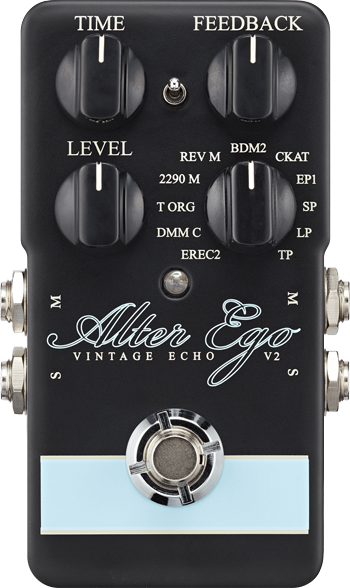 TIME FEEDBACK
LEVEL
BDM2
REV M CKAT
2290 M EP1
T ORG SP
DMM C LP
EREC2 TP
M M
Alter Ego
VINTAGE ECHO V2
S S